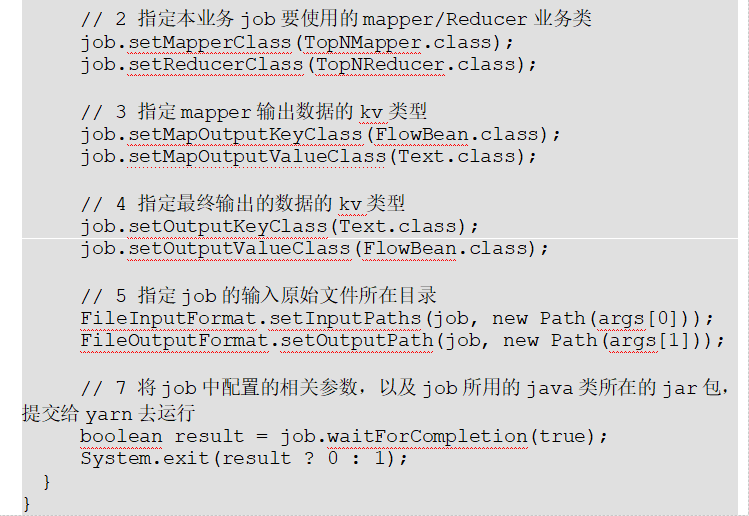 // 2 指定本业务 job 要使用的 mapper/Reducer 业务类
job.setMapperClass(TopNMapper.class);
job.setReducerClass(TopNReducer.class);
// 3 指定 mapper 输出数据的 kv 类型
job.setMapOutputKeyClass(FlowBean.class);
job.setMapOutputValueClass(Text.class);
// 4 指定最终输出的数据的 kv 类型
job.setOutputKeyClass(Text.class);
job.setOutputValueClass(FlowBean.class);
// 5 指定 job 的输入原始文件所在目录
FileInputFormat.setInputPaths(job, new Path(args[0]));
FileOutputFormat.setOutputPath(job, new Path(args[1]));
// 7 将 job 中配置的相关参数，以及 job 所用的 java 类所在的 jar 包，
提交给 yarn 去运行
boolean result = job.waitForCompletion(true);
System.exit(result ? 0 : 1);
}
}